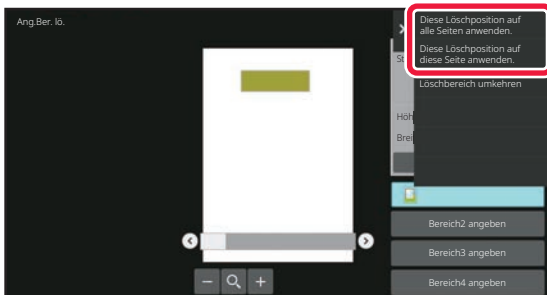 Ang.Ber. lö.
Diese Löschposition auf
alle Seiten anwenden.
Diese Löschposition auf
diese Seite anwenden.
Löschbereich umkehren
Höh
Brei
Bereich2 angeben
Bereich3 angeben
Bereich4 angeben